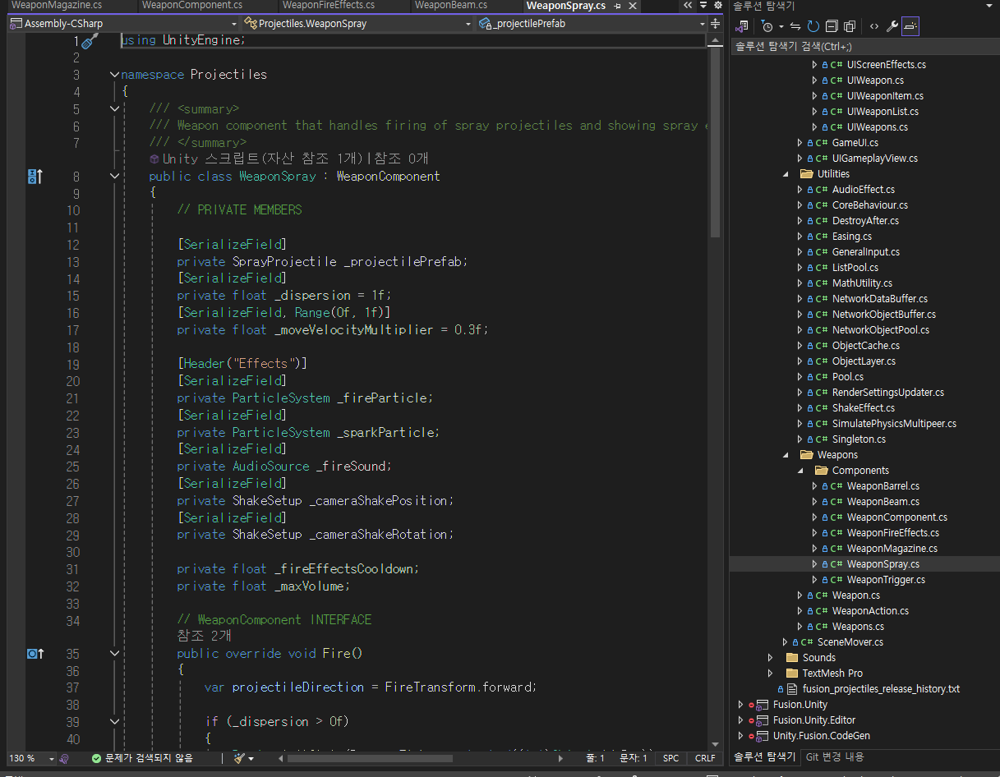 WeaponMagazine.cs
WeaponComponent.cs
WeaponFireEffects.cs
WeaponBeam.cs
WeaponSpray.cs
Assembly-CSharp
Projectiles.WeaponSpray
_projectilePrefab
1 using UnityEngine;
2
3 namespace Projectiles
4 {
5 /// <summary>
6 /// Weapon component that handles firing of spray projectiles and showing spray e
7 /// </summary>
Unity 스크립트(자산 참조 1개)|참조 0개
8 public class WeaponSpray : WeaponComponent
9 {
10 // PRIVATE MEMBERS
11
12 [SerializeField]
13 private SprayProjectile _projectilePrefab;
14 [SerializeField]
15 private float _dispersion = 1f;
16 [SerializeField, Range(0f, 1f)]
17 private float _moveVelocityMultiplier = 0.3f;
18
19 [Header("Effects")]
20 [SerializeField]
21 private ParticleSystem _fireParticle;
22 [SerializeField]
23 private ParticleSystem _sparkParticle;
24 [SerializeField]
25 private AudioSource _fireSound;
26 [SerializeField]
27 private ShakeSetup _cameraShakePosition;
28 [SerializeField]
29 private ShakeSetup _cameraShakeRotation;
30
31 private float _fireEffectsCooldown;
32 private float _maxVolume;
33
34 // WeaponComponent INTERFACE
참조 2개
35 public override void Fire()
36 {
37 var projectileDirection = FireTransform.forward;
38
39 if (_dispersion > 0f)
40 {
130 %
문제가 검색되지 않음
줄: 1
문자: 1
SPC
CRLF
솔루션 탐색기
솔루션 탐색기 검색(Ctrl+;)
C# UIScreenEffects.cs
C# UIWeapon.cs
C# UIWeaponItem.cs
C# UIWeaponList.cs
C# UIWeapons.cs
C# GameUI.cs
C# UIGameplayView.cs
Utilities
C# AudioEffect.cs
C# CoreBehaviour.cs
C# DestroyAfter.cs
C# Easing.cs
C# GeneralInput.cs
C# ListPool.cs
C# MathUtility.cs
C# NetworkDataBuffer.cs
C# NetworkObjectBuffer.cs
C# NetworkObjectPool.cs
C# ObjectCache.cs
C# ObjectLayer.cs
C# Pool.cs
C# RenderSettingsUpdater.cs
C# ShakeEffect.cs
C# SimulatePhysicsMultipeer.cs
C# Singleton.cs
Weapons
Components
C# WeaponBarrel.cs
C# WeaponBeam.cs
C# WeaponComponent.cs
C# WeaponFireEffects.cs
C# WeaponMagazine.cs
C# WeaponSpray.cs
C# WeaponTrigger.cs
C# Weapon.cs
C# WeaponAction.cs
C# Weapons.cs
C# SceneMover.cs
Sounds
TextMesh Pro
fusion_projectiles_release_history.txt
Fusion.Unity
Fusion.Unity.Editor
Unity.Fusion.CodeGen
솔루션 탐색기
Git 변경 내용